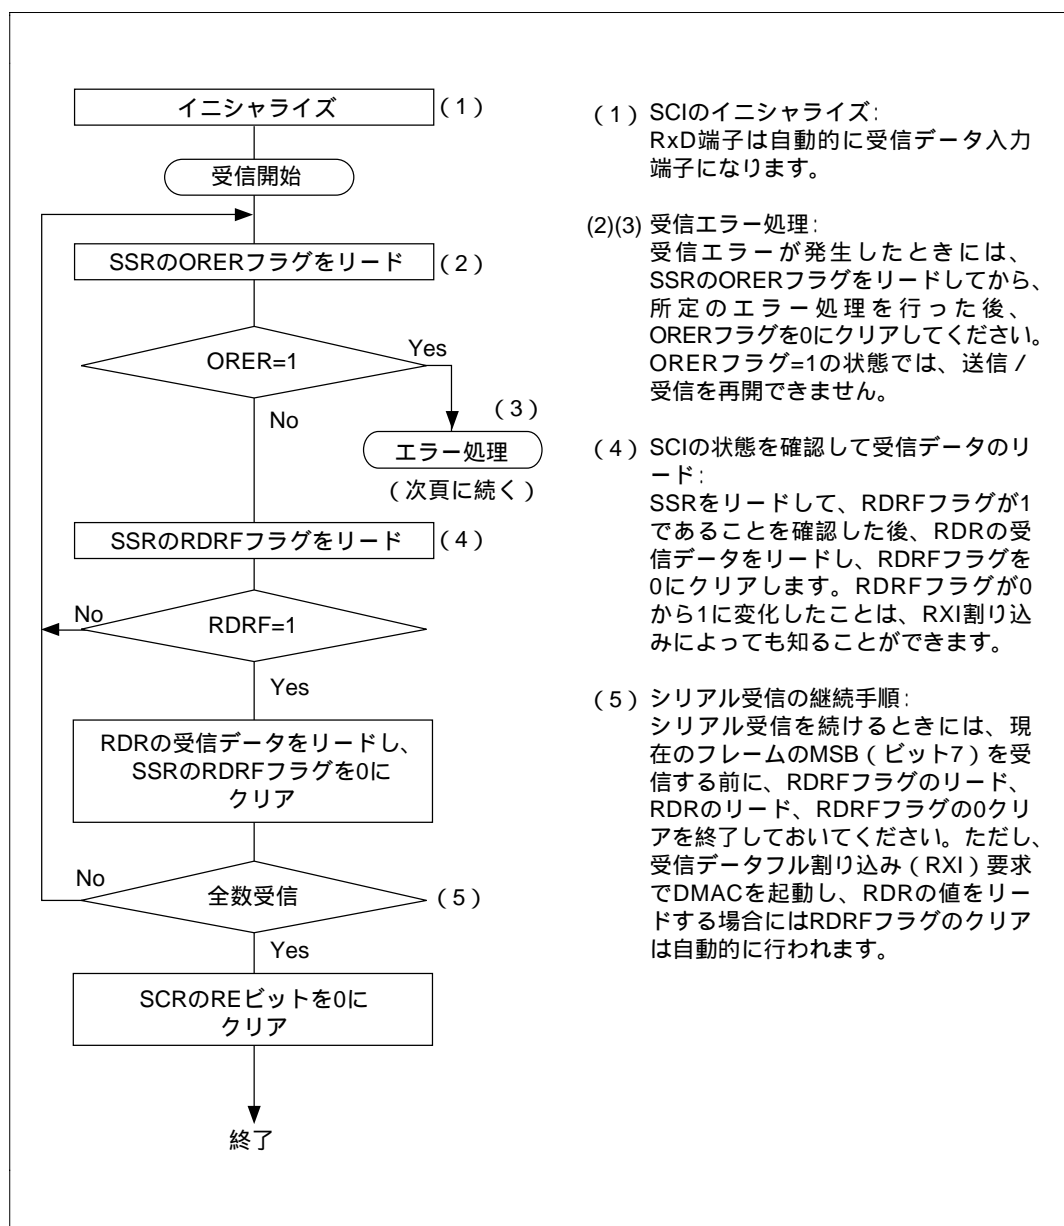 イニシャライズ
(1)
受信開始
SSRのORERフラグをリード
(2)
ORER=1
Yes
No
(3)
エラー処理
(次頁に続く)
SSRのRDRFフラグをリード
(4)
No
RDRF=1
Yes
RDRの受信データをリードし、
SSRのRDRFフラグを0に
クリア
No
全数受信
(5)
Yes
SCRのREビットを0に
クリア
終了
(1) SCIのイニシャライズ:
RxD端子は自動的に受信データ入力
端子になります。
(2)(3) 受信エラー処理:
受信エラーが発生したときには、
SSRのORERフラグをリードしてから、
所定のエラー処理を行った後、
ORERフラグを0にクリアしてください。
ORERフラグ=1の状態では、送信/
受信を再開できません。
(4) SCIの状態を確認して受信データのリ
ード:
SSRをリードして、RDRFフラグが1
であることを確認した後、RDRの受
信データをリードし、RDRFフラグを
0にクリアします。RDRFフラグが0
から1に変化したことは、RXI割り込
みによっても知ることができます。
(5) シリアル受信の継続手順:
シリアル受信を続けるときには、現
在のフレームのMSB(ビット7)を受
信する前に、RDRFフラグのリード、
RDRのリード、RDRFフラグの0クリ
アを終了しておいてください。ただし、
受信データフル割り込み(RXI)要求
でDMACを起動し、RDRの値をリー
ドする場合にはRDRFフラグのクリア
は自動的に行われます。